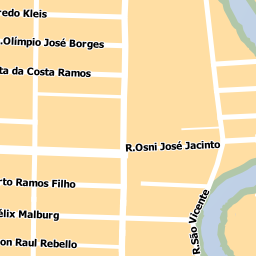 redo Kleis
.Olímpio José Borges
ta da Costa Ramos
R.Osni José Jacinto
rto Ramos Filho
élix Malburg
R.São Vicente
on Raul Rebello